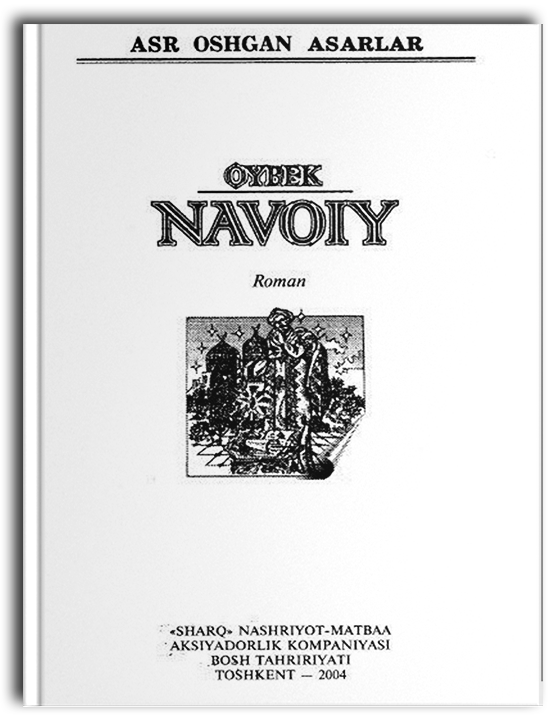 ASR OSHGAN ASARLAR
OYBEK
NAVOIY
Roman
«SHARQ» NASHRIYOT-MATBAA
AKSIYADORLIK KOMPANIYASI
BOSH TAHRIRIYATI
TOSHKENT — 2004